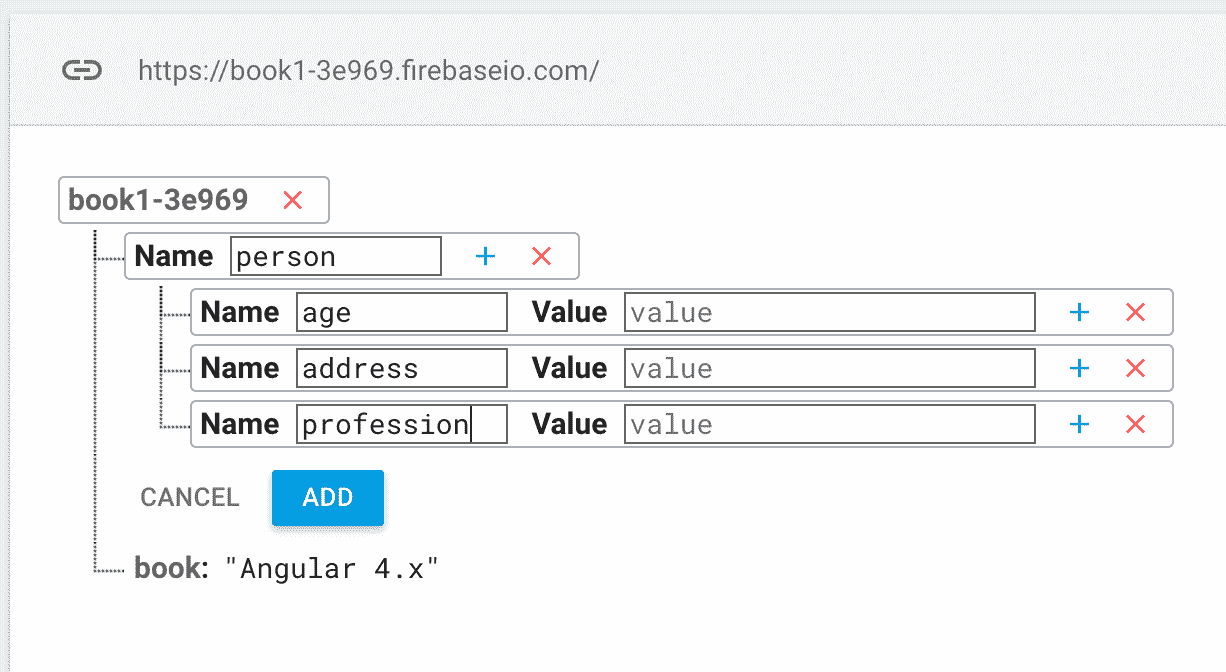 https://book1-3e969.firebaseio.com/
book1-3e969
Name person
Name age Value value
Name address Value value
Name profession Value value
CANCEL ADD
book: "Angular 4.x"